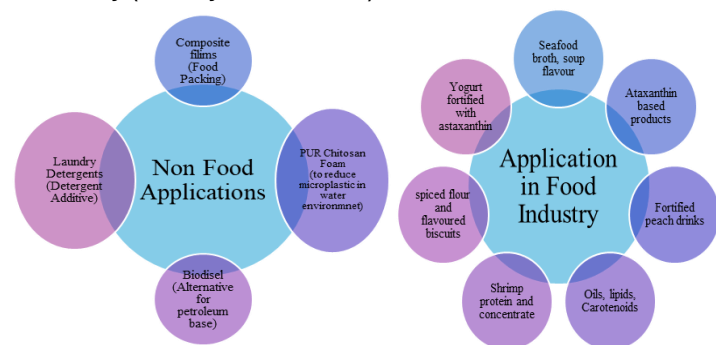 Composite
filims
(Food
Packing)
Laundry
Detergents
(Detergent
Additive)
Non Food
Applications
PUR Chitosan
Foam
(to reduce
microplastic in
water
environmnet)
Biodisel
(Alternative
for
petroleum
base)
Seafood
broth, soup
flavour
Yogurt
fortified
with
astaxanthin
Ataxanthin
based
products
Application
in Food
Industry
spiced flour
and
flavoured
biscuits
Fortified
peach drinks
Shrimp
protein and
concentrate
Oils, lipids,
Carotenoids